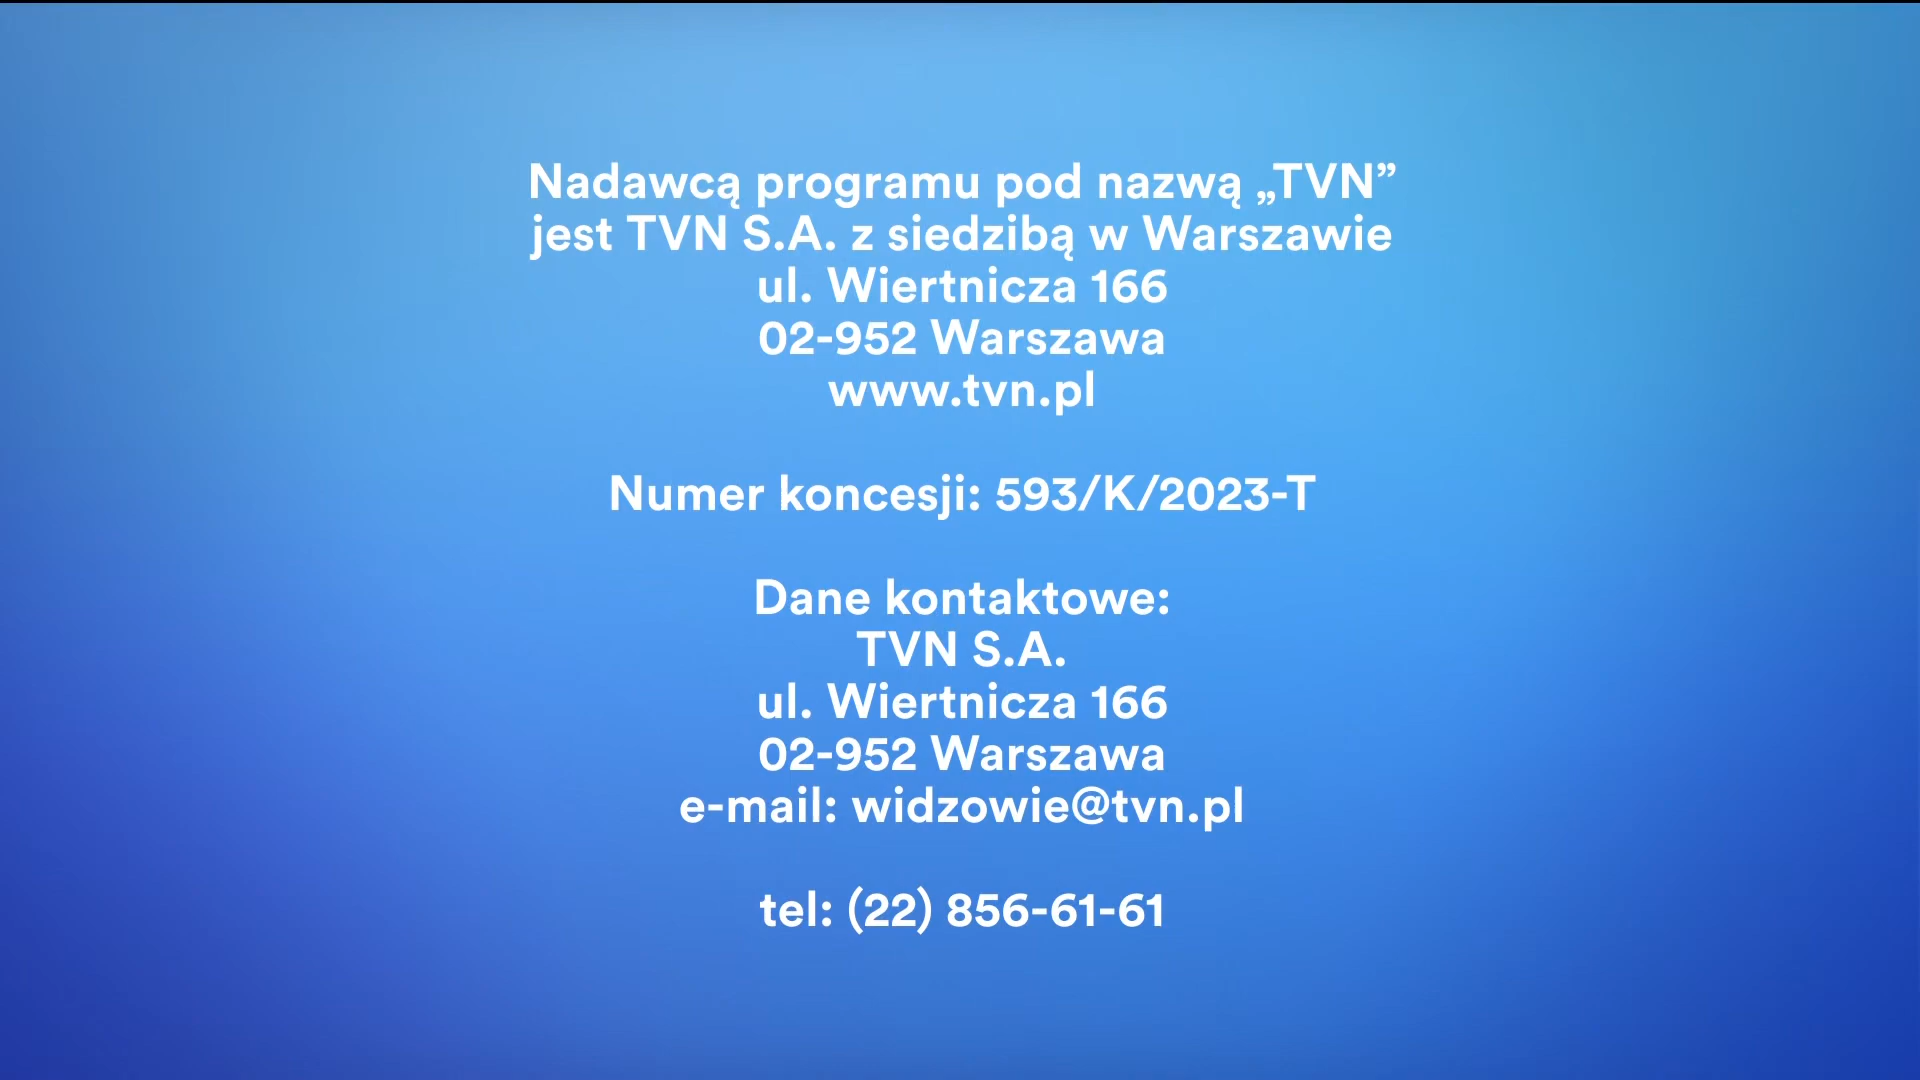 Nadawcą programu pod nazwą „TVN”
jest TVN S.A. z siedzibą w Warszawie
ul. Wiertnicza 166
02-952 Warszawa
www.tvn.pl
Numer koncesji: 593/K/2023-T
Dane kontaktowe:
TVN S.A.
ul. Wiertnicza 166
02-952 Warszawa
e-mail: widzowie@tvn.pl
tel: (22) 856-61-61